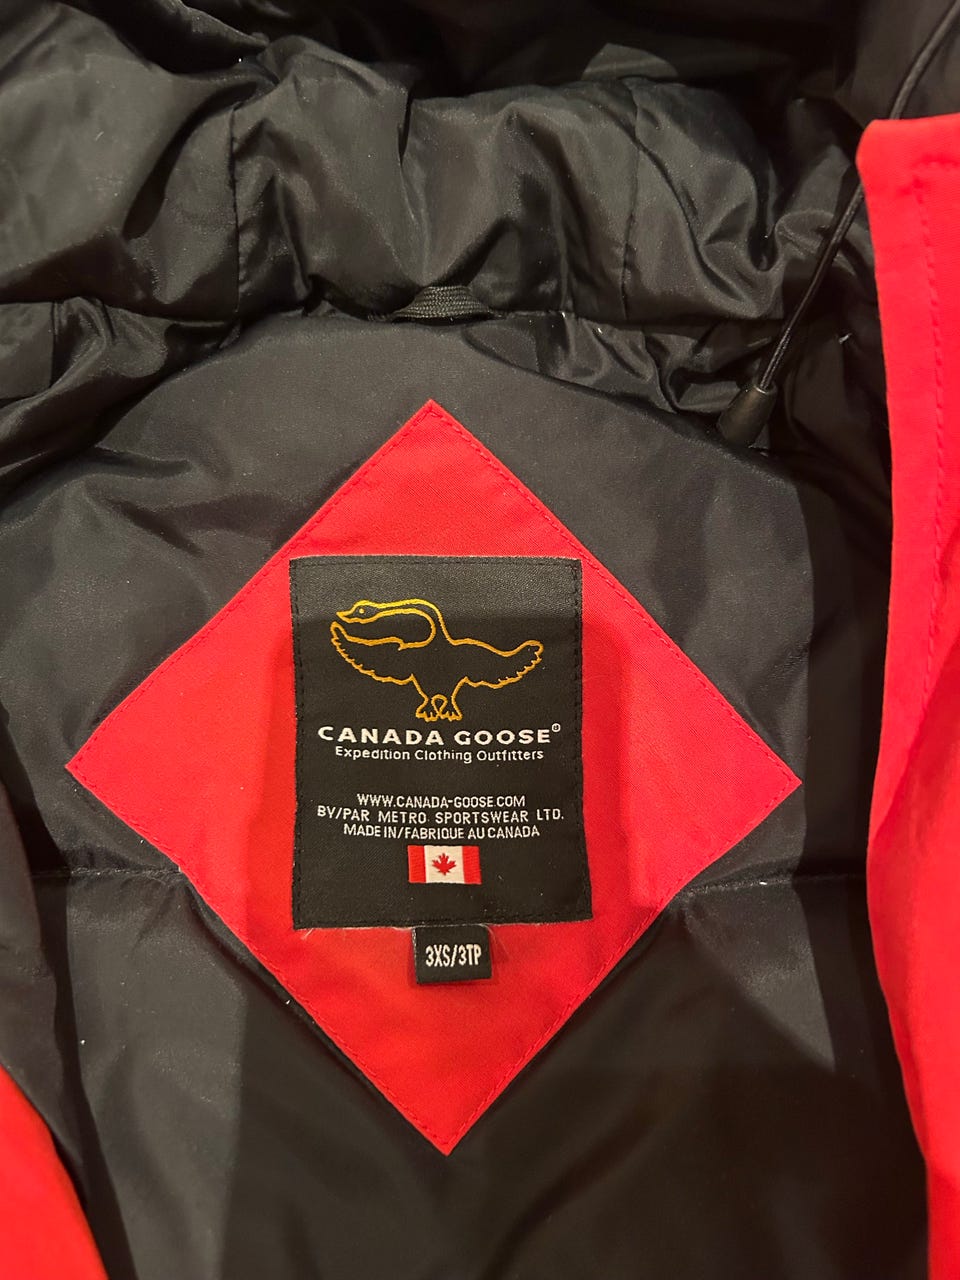 CANADA GOOSE®
Expedition Clothing Outfitters
WWW.CANADA-GOOSE.COM
BY/PAR METRO SPORTSWEAR LTD.
MADE IN/FABRIQUE AU CANADA
3XS/3TP